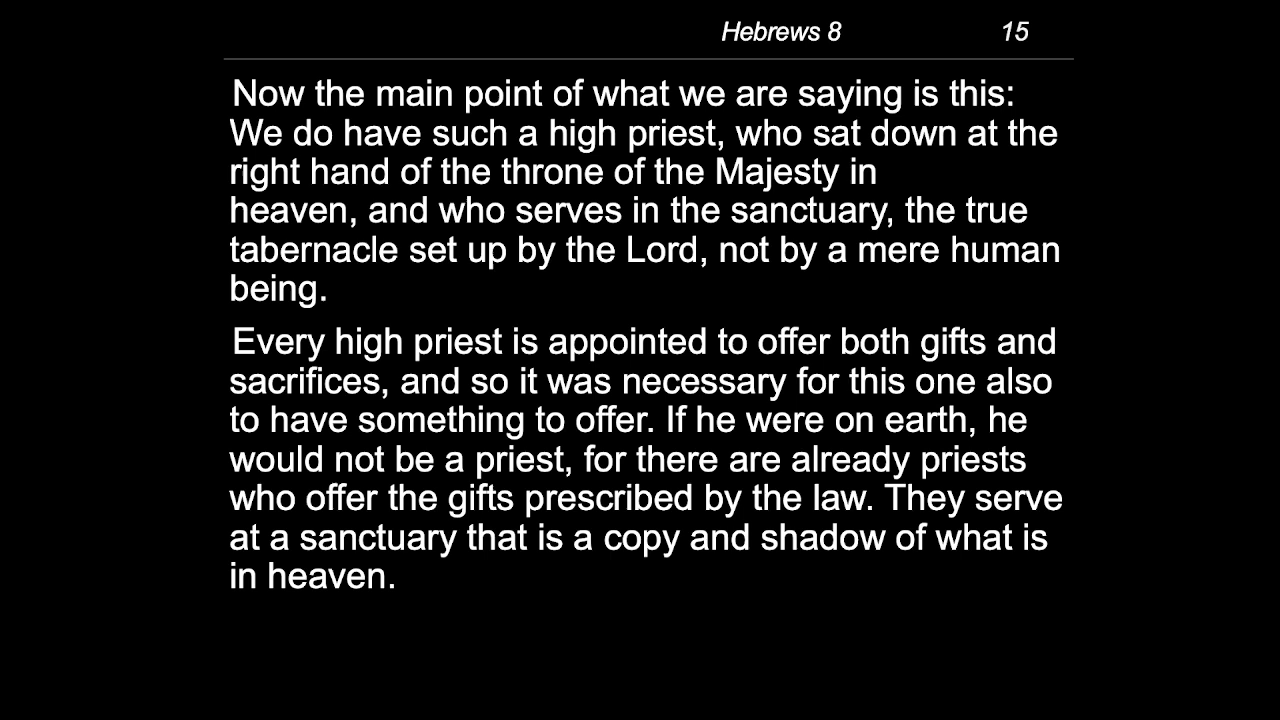 Hebrews 8 15
Now the main point of what we are saying is this:
We do have such a high priest, who sat down at the
right hand of the throne of the Majesty in
heaven, and who serves in the sanctuary, the true
tabernacle set up by the Lord, not by a mere human
being.
Every high priest is appointed to offer both gifts and
sacrifices, and so it was necessary for this one also
to have something to offer. If he were on earth, he
would not be a priest, for there are already priests
who offer the gifts prescribed by the law. They serve
at a sanctuary that is a copy and shadow of what is
in heaven.